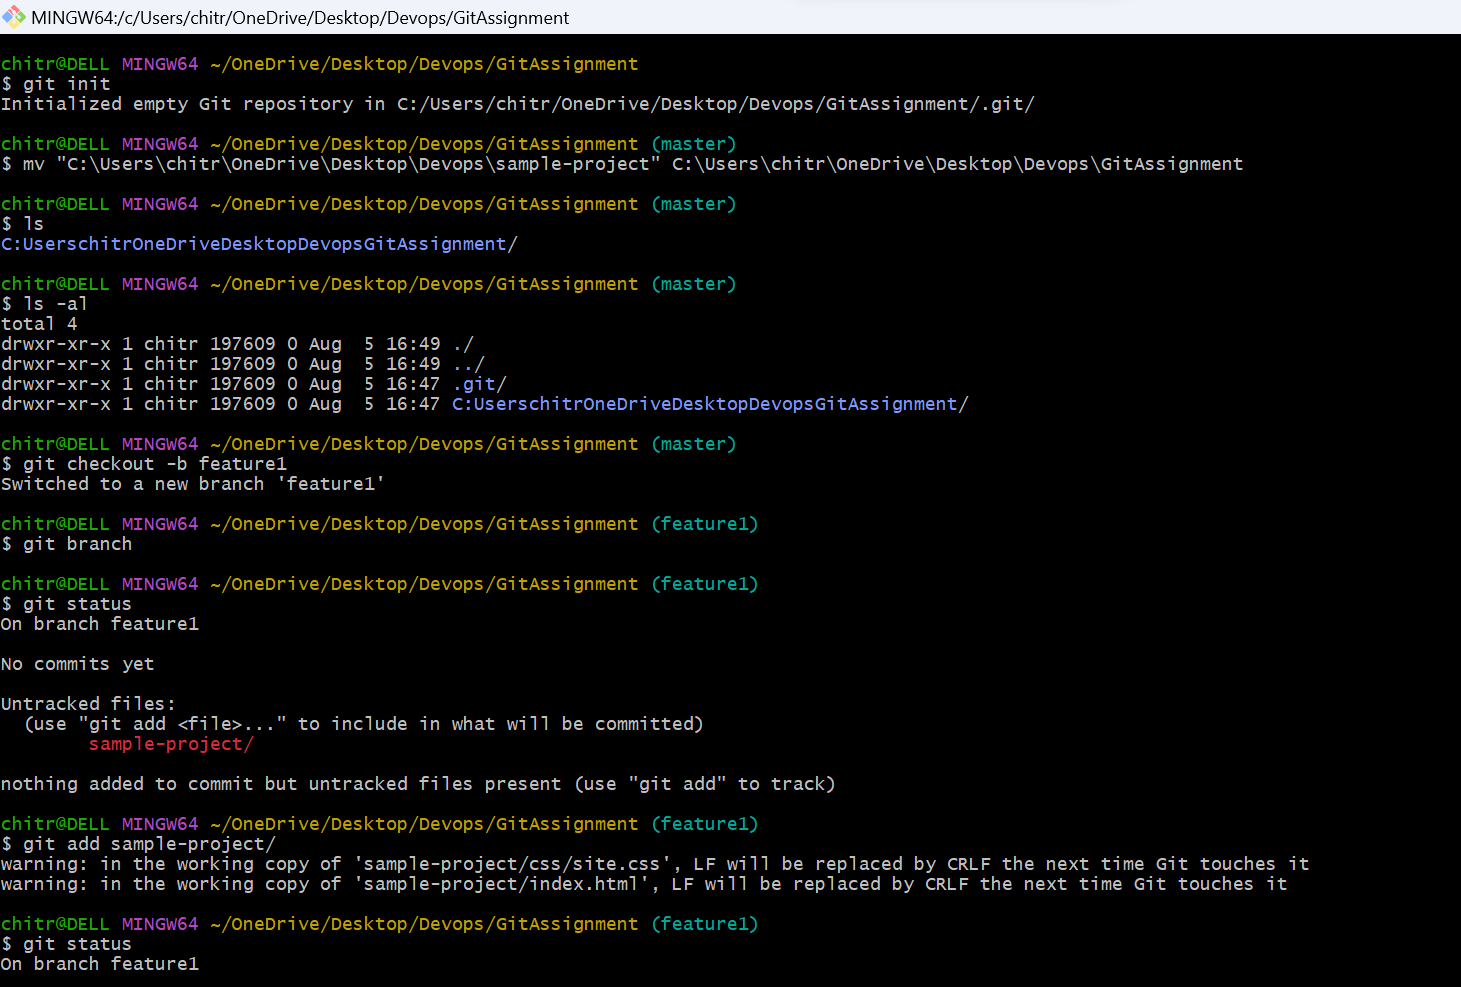 MINGW64:/c/Users/chitr/OneDrive/Desktop/Devops/GitAssignment
chitr@DELL MINGW64 ~/OneDrive/Desktop/Devops/GitAssignment
$ git init
Initialized empty Git repository in C:/Users/chitr/OneDrive/Desktop/Devops/GitAssignment/.git/
chitr@DELL MINGW64 ~/OneDrive/Desktop/Devops/GitAssignment (master)
$ mv "C:\Users\chitr\OneDrive\Desktop\Devops\sample-project" C:\Users\chitr\OneDrive\Desktop\Devops\GitAssignment
chitr@DELL MINGW64 ~/OneDrive/Desktop/Devops/GitAssignment (master)
$ ls
C:UserschitrOneDriveDesktopDevopsGitAssignment/
chitr@DELL MINGW64 ~/OneDrive/Desktop/Devops/GitAssignment (master)
$ ls -al
total 4
drwxr-xr-x 1 chitr 197609 0 Aug  5 16:49 ./
drwxr-xr-x 1 chitr 197609 0 Aug  5 16:49 ../
drwxr-xr-x 1 chitr 197609 0 Aug  5 16:47 .git/
drwxr-xr-x 1 chitr 197609 0 Aug  5 16:47 C:UserschitrOneDriveDesktopDevopsGitAssignment/
chitr@DELL MINGW64 ~/OneDrive/Desktop/Devops/GitAssignment (master)
$ git checkout -b feature1
Switched to a new branch 'feature1'
chitr@DELL MINGW64 ~/OneDrive/Desktop/Devops/GitAssignment (feature1)
$ git branch
chitr@DELL MINGW64 ~/OneDrive/Desktop/Devops/GitAssignment (feature1)
$ git status
On branch feature1
No commits yet
Untracked files:
  (use "git add <file>..." to include in what will be committed)
        sample-project/
nothing added to commit but untracked files present (use "git add" to track)
chitr@DELL MINGW64 ~/OneDrive/Desktop/Devops/GitAssignment (feature1)
$ git add sample-project/
warning: in the working copy of 'sample-project/css/site.css', LF will be replaced by CRLF the next time Git touches it
warning: in the working copy of 'sample-project/index.html', LF will be replaced by CRLF the next time Git touches it
chitr@DELL MINGW64 ~/OneDrive/Desktop/Devops/GitAssignment (feature1)
$ git status
On branch feature1